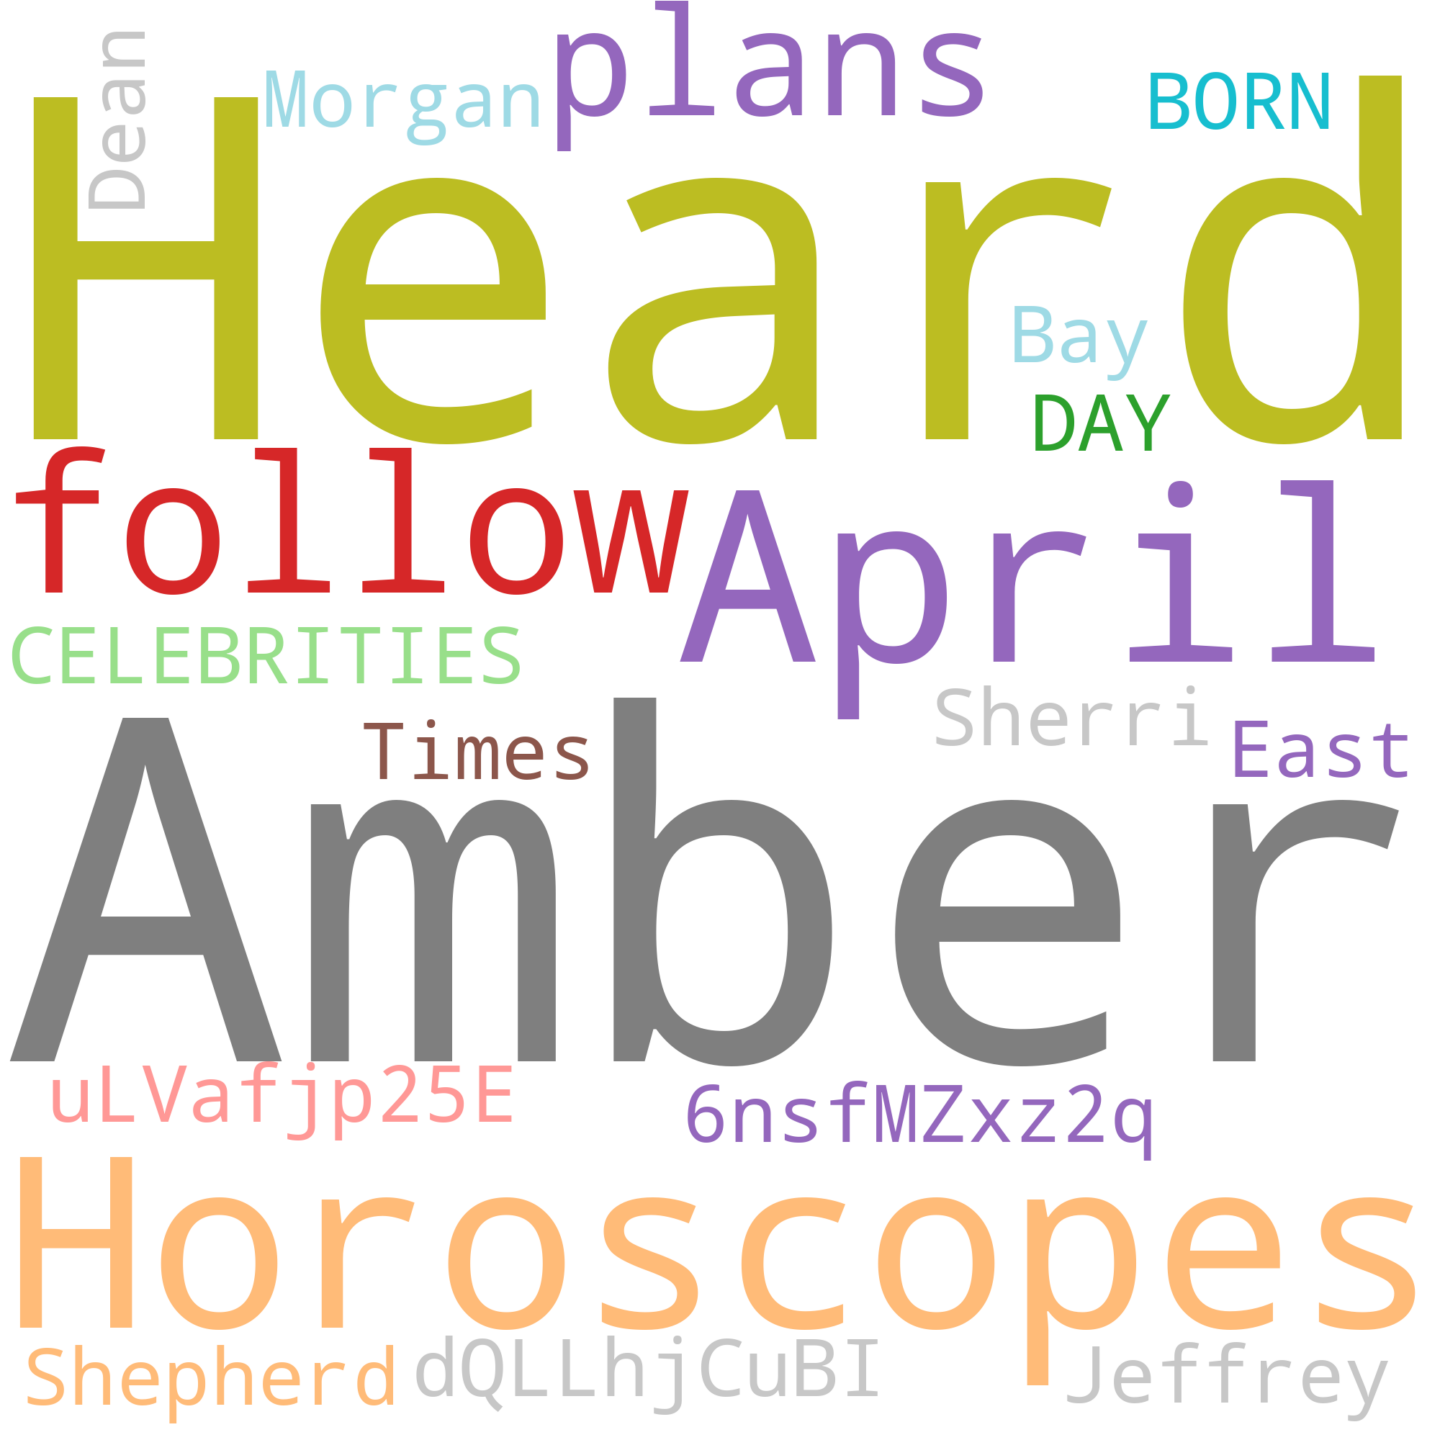 Dean
Morgan
plans
BORN
Heard
Bay
DAY
follow
April
CELEBRITIES
Sherri
Times
East
Amber
uLVafjp25E
6nsfMZxz2q
Horoscopes
Shepherd
dQLLhjCuBI
Jeffrey